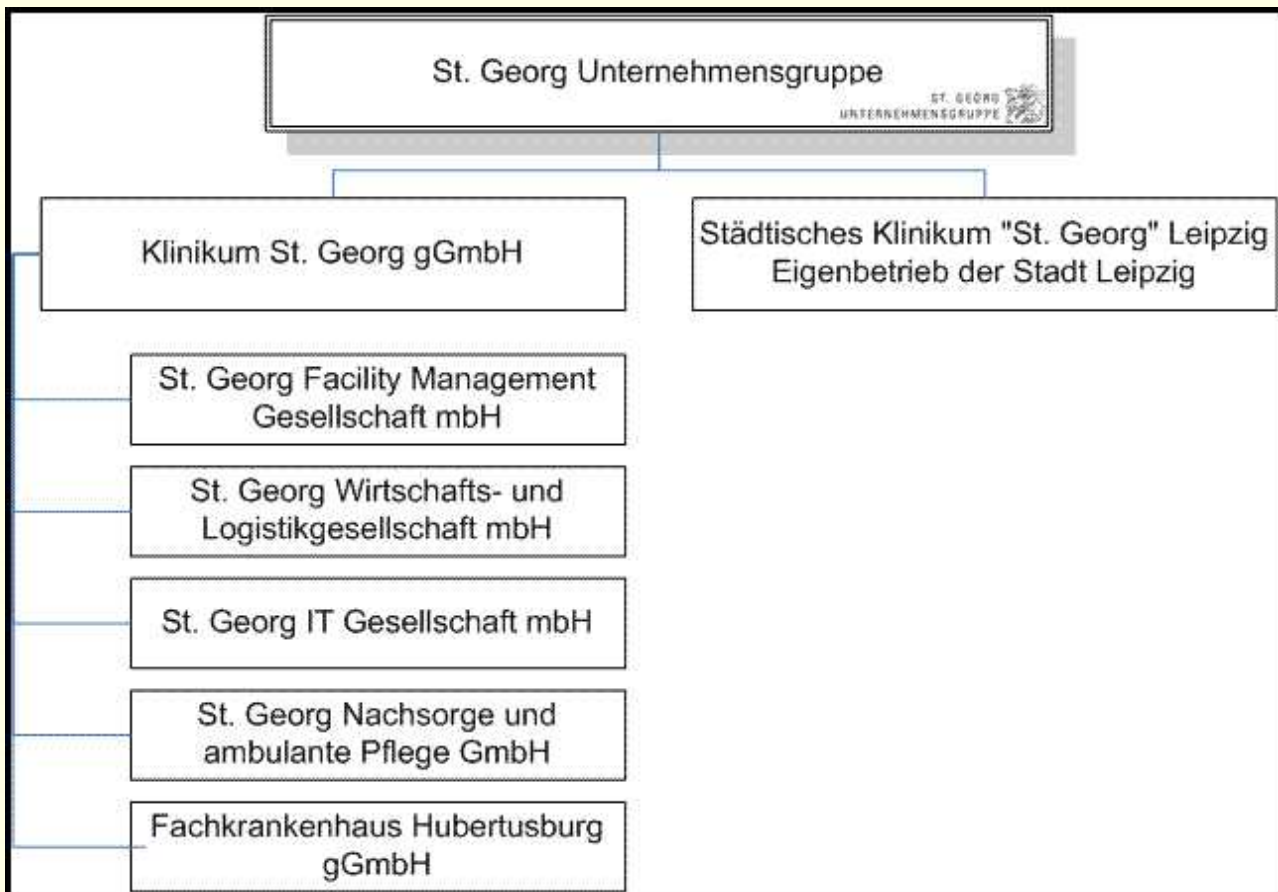 St. Georg Unternehmensgruppe
ST. GEORG
UNTERNEHMENSGRUPPE
Klinikum St. Georg gGmbH
Städtisches Klinikum "St. Georg" Leipzig
Eigenbetrieb der Stadt Leipzig
St. Georg Facility Management
Gesellschaft mbH
St. Georg Wirtschafts- und
Logistikgesellschaft mbH
St. Georg IT Gesellschaft mbH
St. Georg Nachsorge und
ambulante Pflege GmbH
Fachkrankenhaus Hubertusburg
gGmbH